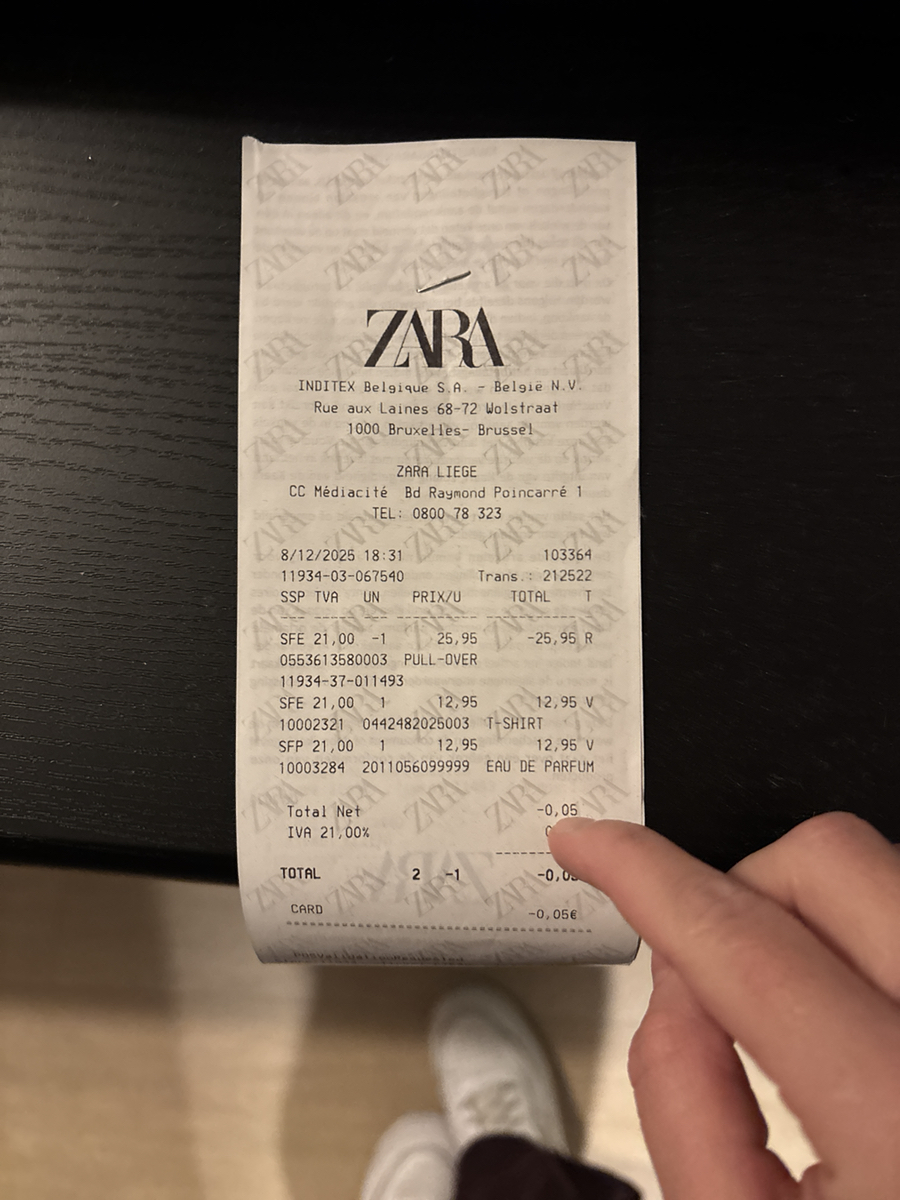 ZARA
INDITEX Belgique S.A. - België N.V.
Rue aux Laines 68-72 Wolstraat
1000 Bruxelles- Brussel
ZARA LIEGE
CC Médiacité Bd Raymond Poincarré 1
TEL: 0800 78 323
8/12/2025 18:31 103364
11934-03-067540 Trans.: 212522
SSP TVA UN PRIX/U TOTAL T
SFE 21,00 -1 25,95 -25,95 R
0553613580003 PULL-OVER
11934-37-011493
SFE 21,00 1 12,95 12,95 V
10002321 0442482025003 T-SHIRT
SFP 21,00 1 12,95 12,95 V
10003284 2011056099999 EAU DE PARFUM
Total Net -0,05
IVA 21,00%
TOTAL 2 -1
CARD -0,05€